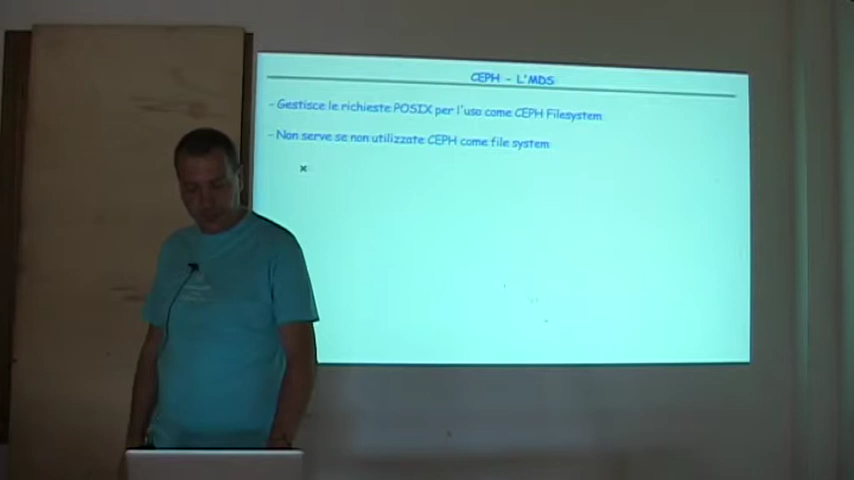 CEPH - L'MDS
- Gestisce le richieste POSIX per l'uso come CEPH Filesystem
- Non serve se non utilizzate CEPH come file system